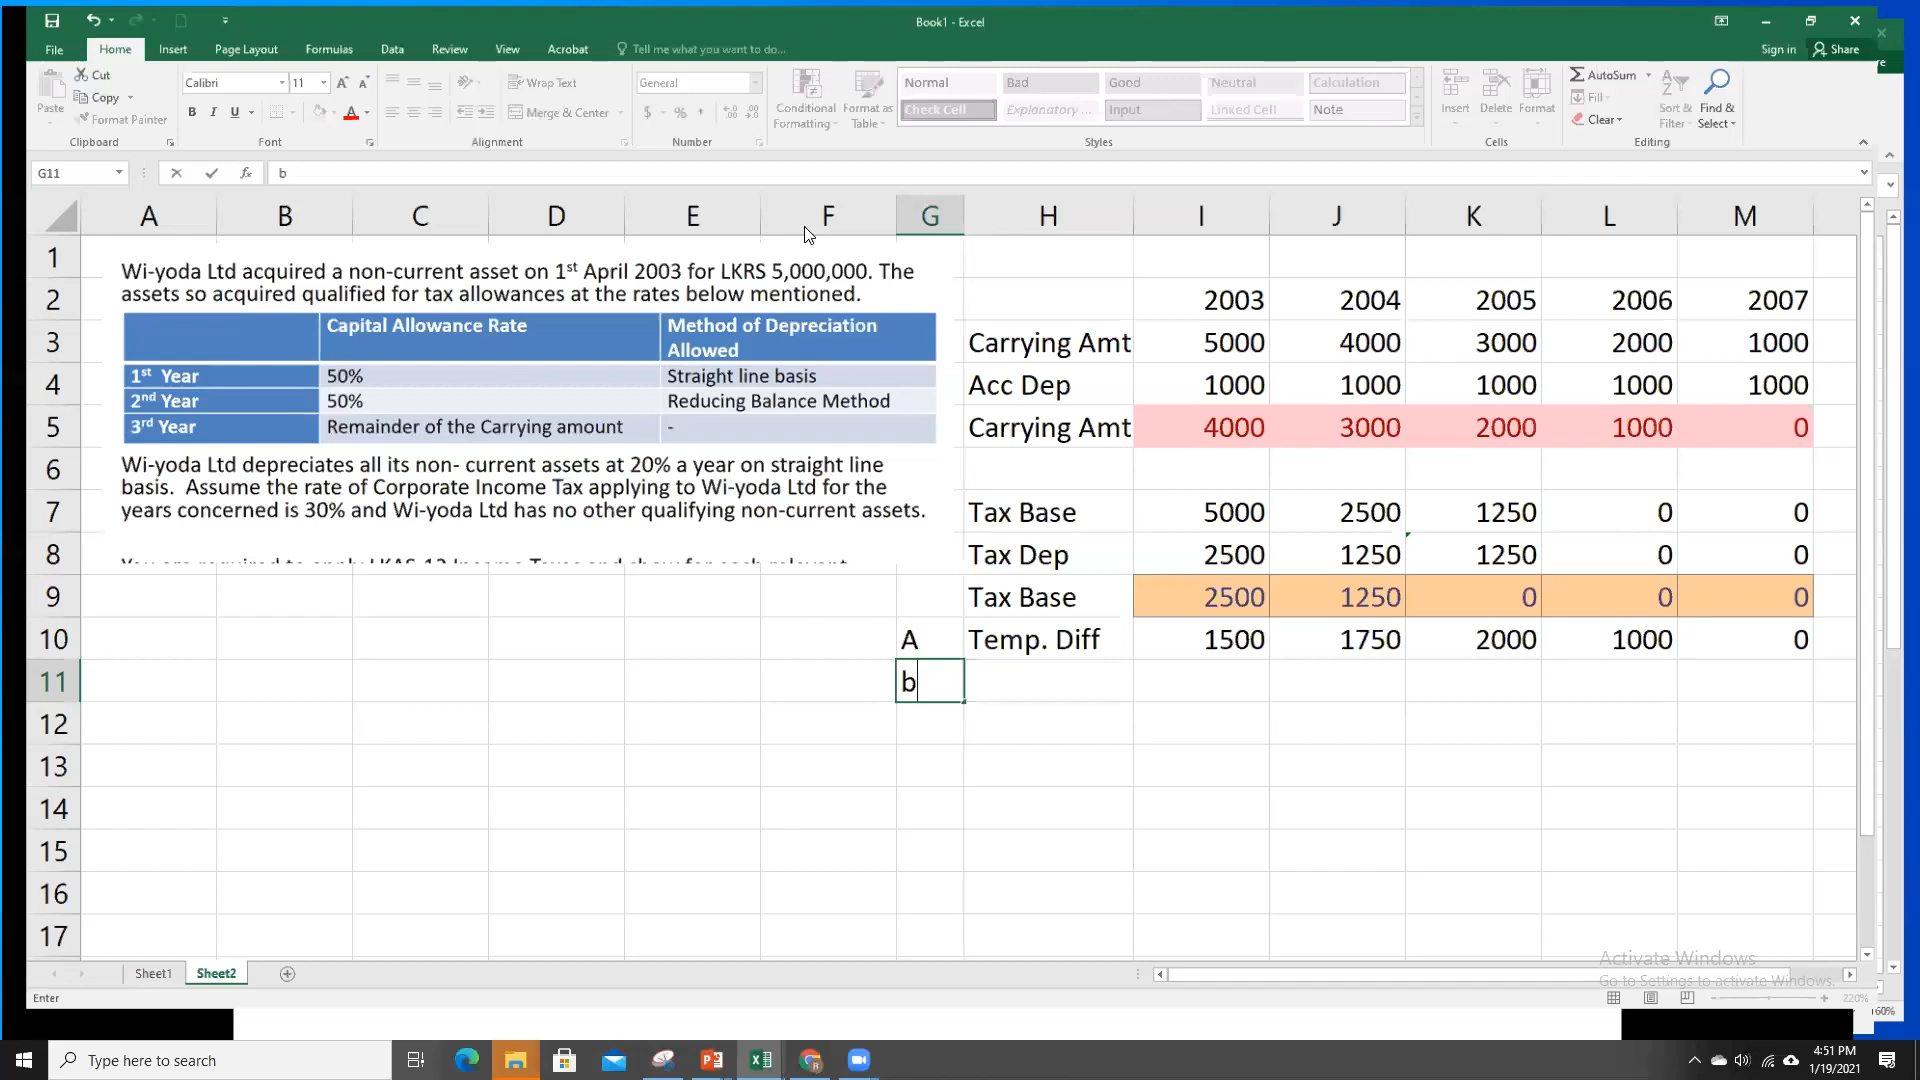 Book1 - Excel
File Home Insert Page Layout Formulas Data Review View Acrobat Tell me what you want to do... Sign in Share
Cut
Copy
Format Painter
Paste
Clipboard
Calibri 11
B I U
Font
Wrap Text
Merge & Center
Alignment
General
$ % ,
Number
Conditional Formatting
Format as Table
Normal Bad Good Neutral Calculation
Check Cell Explanatory ... Input Linked Cell Note
Styles
Insert Delete Format
Cells
AutoSum
Fill
Clear
Sort & Filter
Find & Select
Editing
G11 fx b
A B C D E F G H I J K L M
1
Wi-yoda Ltd acquired a non-current asset on 1st April 2003 for LKRS 5,000,000. The
assets so acquired qualified for tax allowances at the rates below mentioned.
Capital Allowance Rate Method of Depreciation Allowed
1st Year 50% Straight line basis
2nd Year 50% Reducing Balance Method
3rd Year Remainder of the Carrying amount -
Wi-yoda Ltd depreciates all its non- current assets at 20% a year on straight line
basis. Assume the rate of Corporate Income Tax applying to Wi-yoda Ltd for the
years concerned is 30% and Wi-yoda Ltd has no other qualifying non-current assets.
2 2003 2004 2005 2006 2007
3 Carrying Amt 5000 4000 3000 2000 1000
4 Acc Dep 1000 1000 1000 1000 1000
5 Carrying Amt 4000 3000 2000 1000 0
6
7 Tax Base 5000 2500 1250 0 0
8 Tax Dep 2500 1250 1250 0 0
9 Tax Base 2500 1250 0 0 0
10 A Temp. Diff 1500 1750 2000 1000 0
11 b
12
13
14
15
16
17
Activate Windows
Go to Settings to activate Windows.
Sheet1 Sheet2
Enter
220%
60%
Type here to search
4:51 PM
1/19/2021